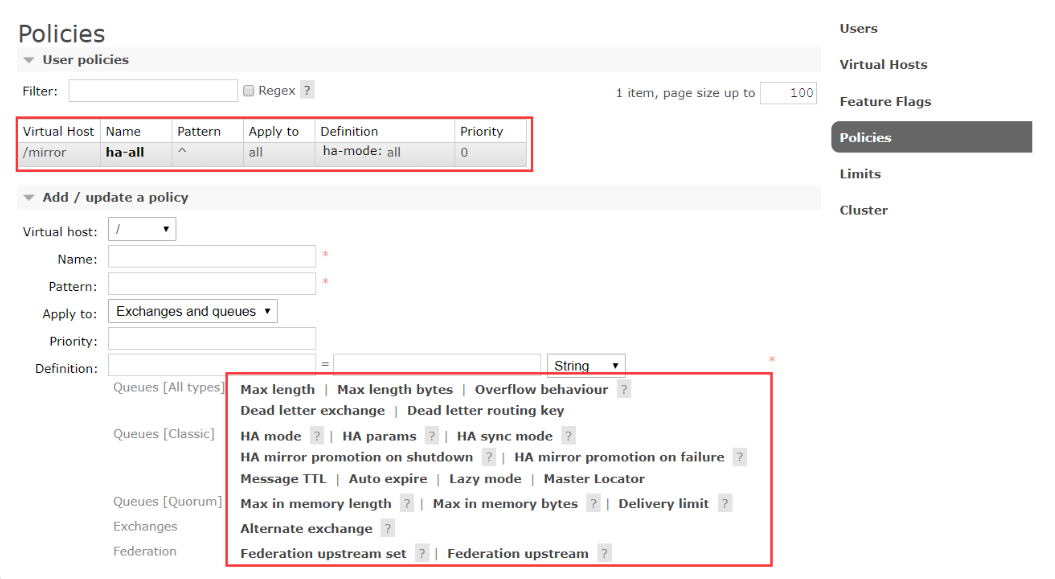 Policies
User policies
Filter: Regex ? 1 item, page size up to 100
Virtual Host Name Pattern Apply to Definition Priority
/mirror ha-all ^ all ha-mode: all 0
Add / update a policy
Virtual host: / ▼
Name: *
Pattern: *
Apply to: Exchanges and queues ▼
Priority:
Definition: = String ▼ *
Queues [All types] Max length | Max length bytes | Overflow behaviour ?
Dead letter exchange | Dead letter routing key
Queues [Classic] HA mode ? | HA params ? | HA sync mode ?
HA mirror promotion on shutdown ? | HA mirror promotion on failure ?
Message TTL | Auto expire | Lazy mode | Master Locator
Queues [Quorum] Max in memory length ? | Max in memory bytes ? | Delivery limit ?
Exchanges Alternate exchange ?
Federation Federation upstream set ? | Federation upstream ?
Users
Virtual Hosts
Feature Flags
Policies
Limits
Cluster